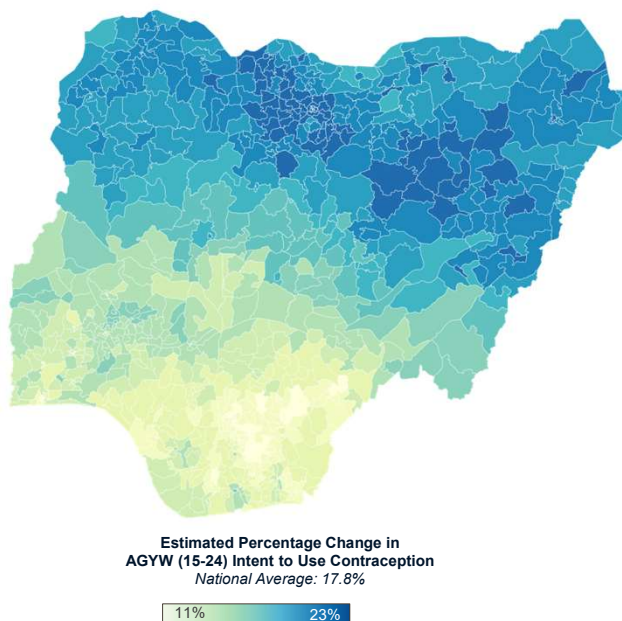 Estimated Percentage Change in
AGYW (15-24) Intent to Use Contraception
National Average: 17.8%
11% 23%